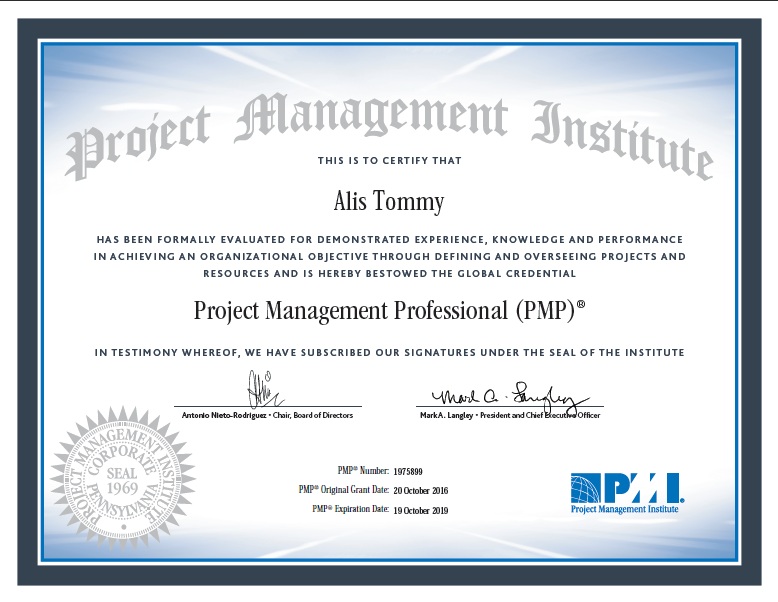 Project Management Institute
THIS IS TO CERTIFY THAT
Alis Tommy
HAS BEEN FORMALLY EVALUATED FOR DEMONSTRATED EXPERIENCE, KNOWLEDGE AND PERFORMANCE
IN ACHIEVING AN ORGANIZATIONAL OBJECTIVE THROUGH DEFINING AND OVERSEEING PROJECTS AND
RESOURCES AND IS HEREBY BESTOWED THE GLOBAL CREDENTIAL
Project Management Professional (PMP)®
IN TESTIMONY WHEREOF, WE HAVE SUBSCRIBED OUR SIGNATURES UNDER THE SEAL OF THE INSTITUTE
Mark A. Langley
Antonio Nieto-Rodriguez • Chair, Board of Directors
Mark A. Langley • President and Chief Executive Officer
PROJECT MANAGEMENT INSTITUTE
CORPORATE
SEAL
1969
PENNSYLVANIA
PMP® Number: 1975899
PMP® Original Grant Date: 20 October 2016
PMP® Expiration Date: 19 October 2019
PMI®
Project Management Institute